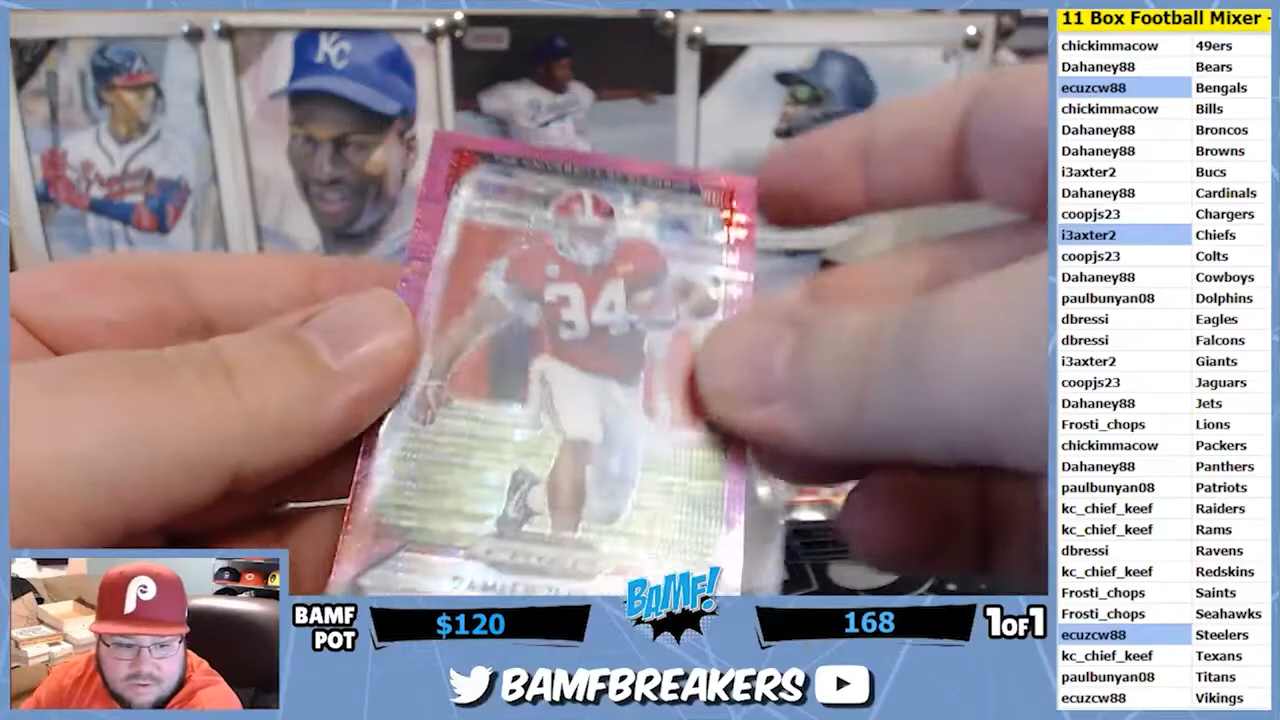 11 Box Football Mixer -
chickimmacow 49ers
Dahaney88 Bears
ecuzcw88 Bengals
chickimmacow Bills
Dahaney88 Broncos
Dahaney88 Browns
i3axter2 Bucs
Dahaney88 Cardinals
coopjs23 Chargers
i3axter2 Chiefs
coopjs23 Colts
Dahaney88 Cowboys
paulbunyan08 Dolphins
dbressi Eagles
dbressi Falcons
i3axter2 Giants
coopjs23 Jaguars
Dahaney88 Jets
Frosti_chops Lions
chickimmacow Packers
Dahaney88 Panthers
paulbunyan08 Patriots
kc_chief_keef Raiders
kc_chief_keef Rams
dbressi Ravens
kc_chief_keef Redskins
Frosti_chops Saints
Frosti_chops Seahawks
ecuzcw88 Steelers
kc_chief_keef Texans
paulbunyan08 Titans
ecuzcw88 Vikings
KC
34
P
BAMF POT
$120
BAMF!
168
1 OF 1
BAMFBREAKERS